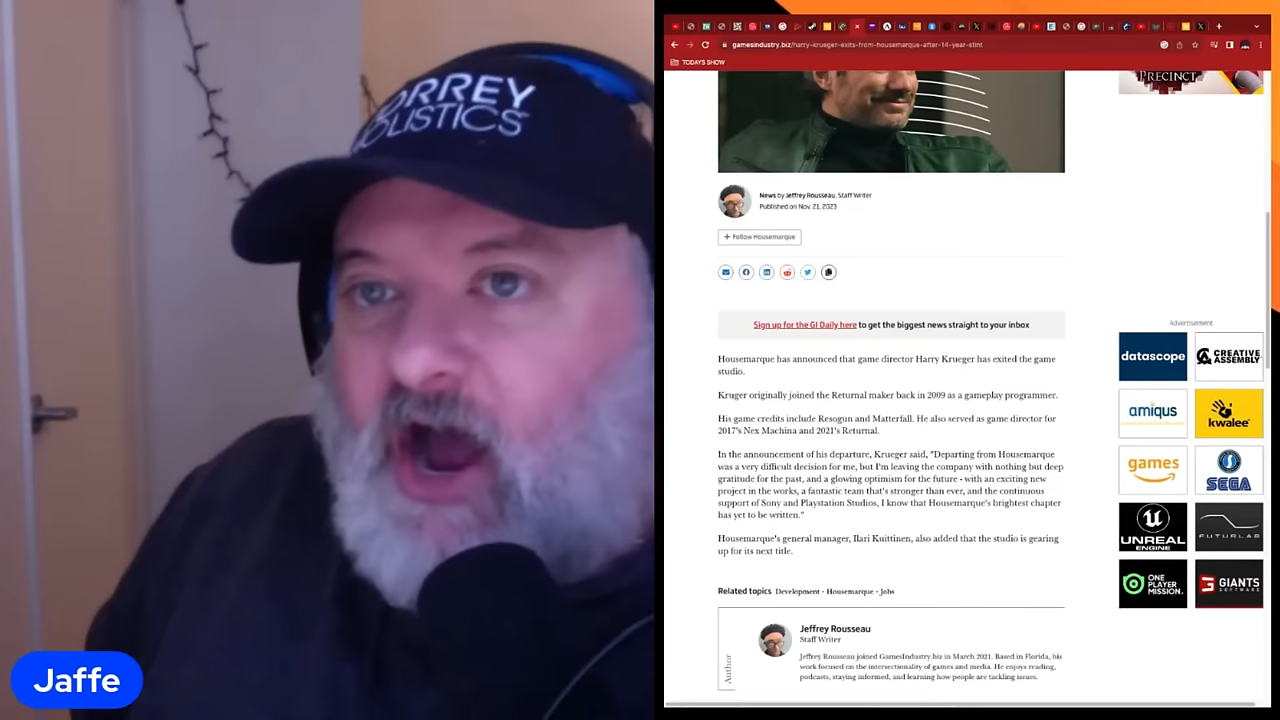 ORREY
OLISTICS
Jaffe
gamesindustry.biz/harry-krueger-exits-from-housemarque-after-14-year-stint
TODAY'S SHOW
PRECINCT
News by Jeffrey Rousseau, Staff Writer
Published on Nov. 21, 2023
+ Follow Housemarque
Sign up for the GI Daily here to get the biggest news straight to your inbox
Housemarque has announced that game director Harry Krueger has exited the game
studio.
Kruger originally joined the Returnal maker back in 2009 as a gameplay programmer.
His game credits include Resogun and Matterfall. He also served as game director for
2017's Nex Machina and 2021's Returnal.
In the announcement of his departure, Krueger said, "Departing from Housemarque
was a very difficult decision for me, but I'm leaving the company with nothing but deep
gratitude for the past, and a glowing optimism for the future - with an exciting new
project in the works, a fantastic team that's stronger than ever, and the continuous
support of Sony and Playstation Studios, I know that Housemarque's brightest chapter
has yet to be written."
Housemarque's general manager, Ilari Kuittinen, also added that the studio is gearing
up for its next title.
Related topics Development • Housemarque • Jobs
Author
Jeffrey Rousseau
Staff Writer
Jeffrey Rousseau joined GamesIndustry.biz in March 2021. Based in Florida, his
work focused on the intersectionality of games and media. He enjoys reading,
podcasts, staying informed, and learning how people are tackling issues.
Advertisement
datascope
CREATIVE
ASSEMBLY
amiqus
kwalee
games
SEGA
UNREAL
ENGINE
FUTURLAB
ONE
PLAYER
MISSION.
GIANTS
SOFTWARE